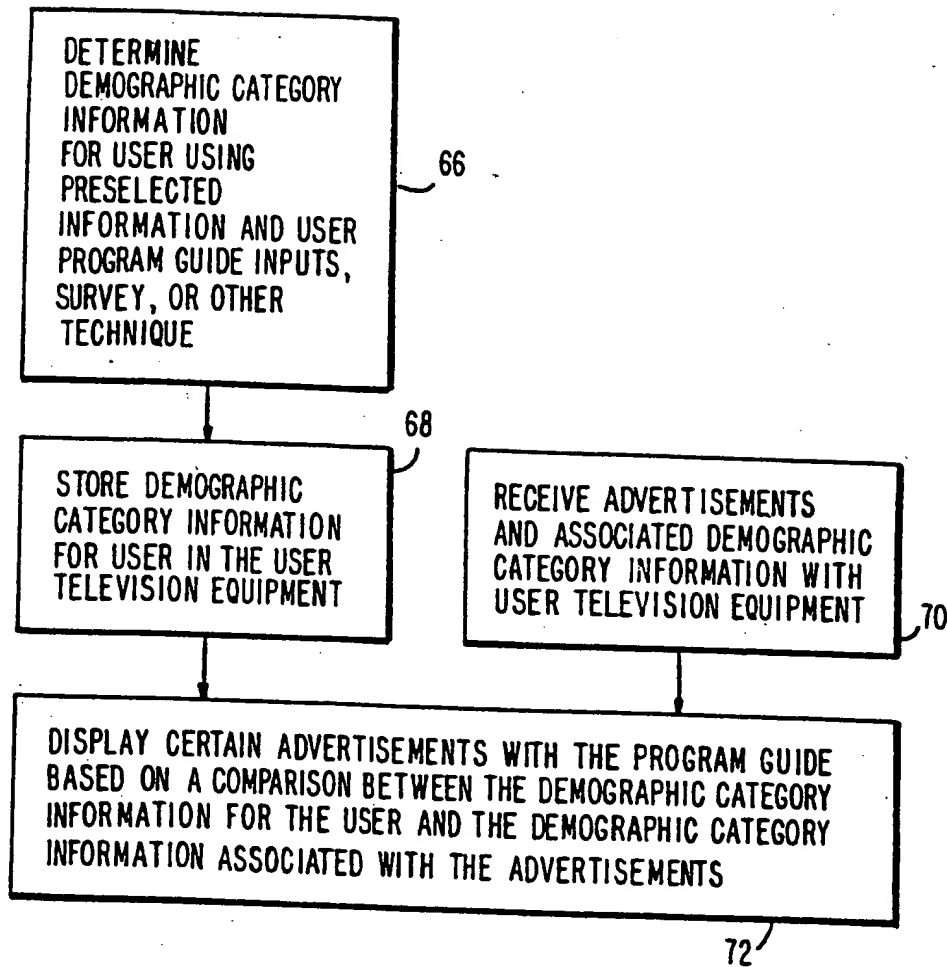 DETERMINE
DEMOGRAPHIC CATEGORY
INFORMATION
FOR USER USING
PRESELECTED
INFORMATION AND USER
PROGRAM GUIDE INPUTS,
SURVEY, OR OTHER
TECHNIQUE
66
STORE DEMOGRAPHIC
CATEGORY INFORMATION
FOR USER IN THE USER
TELEVISION EQUIPMENT
68
RECEIVE ADVERTISEMENTS
AND ASSOCIATED DEMOGRAPHIC
CATEGORY INFORMATION WITH
USER TELEVISION EQUIPMENT
70
DISPLAY CERTAIN ADVERTISEMENTS WITH THE PROGRAM GUIDE
BASED ON A COMPARISON BETWEEN THE DEMOGRAPHIC CATEGORY
INFORMATION FOR THE USER AND THE DEMOGRAPHIC CATEGORY
INFORMATION ASSOCIATED WITH THE ADVERTISEMENTS
72